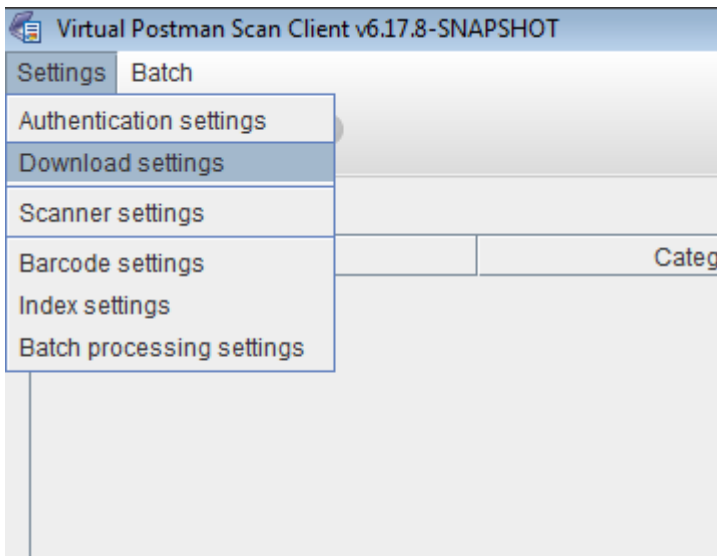 Virtual Postman Scan Client v6.17.8-SNAPSHOT
Settings Batch
Authentication settings
Download settings
Scanner settings
Barcode settings
Categ
Index settings
Batch processing settings